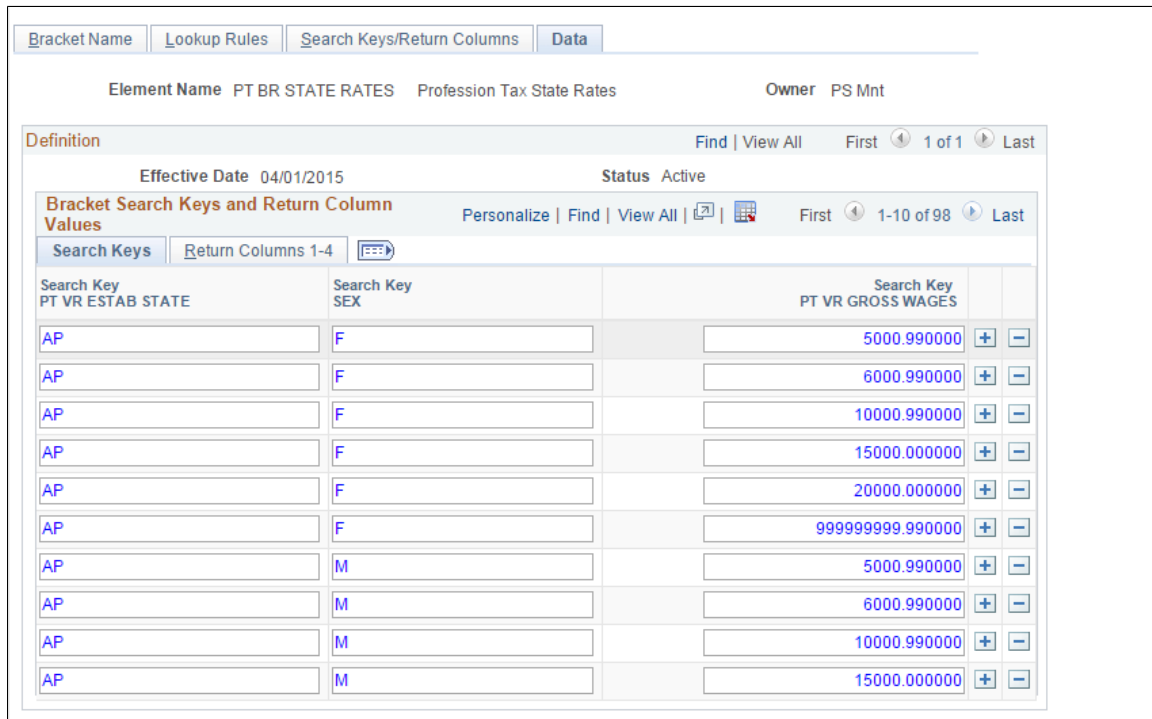 Bracket Name Lookup Rules Search Keys/Return Columns Data
Element Name PT BR STATE RATES Profession Tax State Rates Owner PS Mnt
Definition Find | View All First 1 of 1 Last
Effective Date 04/01/2015 Status Active
Bracket Search Keys and Return Column
Values
Personalize | Find | View All | | First 1-10 of 98 Last
Search Keys Return Columns 1-4
Search Key Search Key Search Key
PT VR ESTAB STATE SEX PT VR GROSS WAGES
AP F 5000.990000
AP F 6000.990000
AP F 10000.990000
AP F 15000.000000
AP F 20000.000000
AP F 999999999.990000
AP M 5000.990000
AP M 6000.990000
AP M 10000.990000
AP M 15000.000000